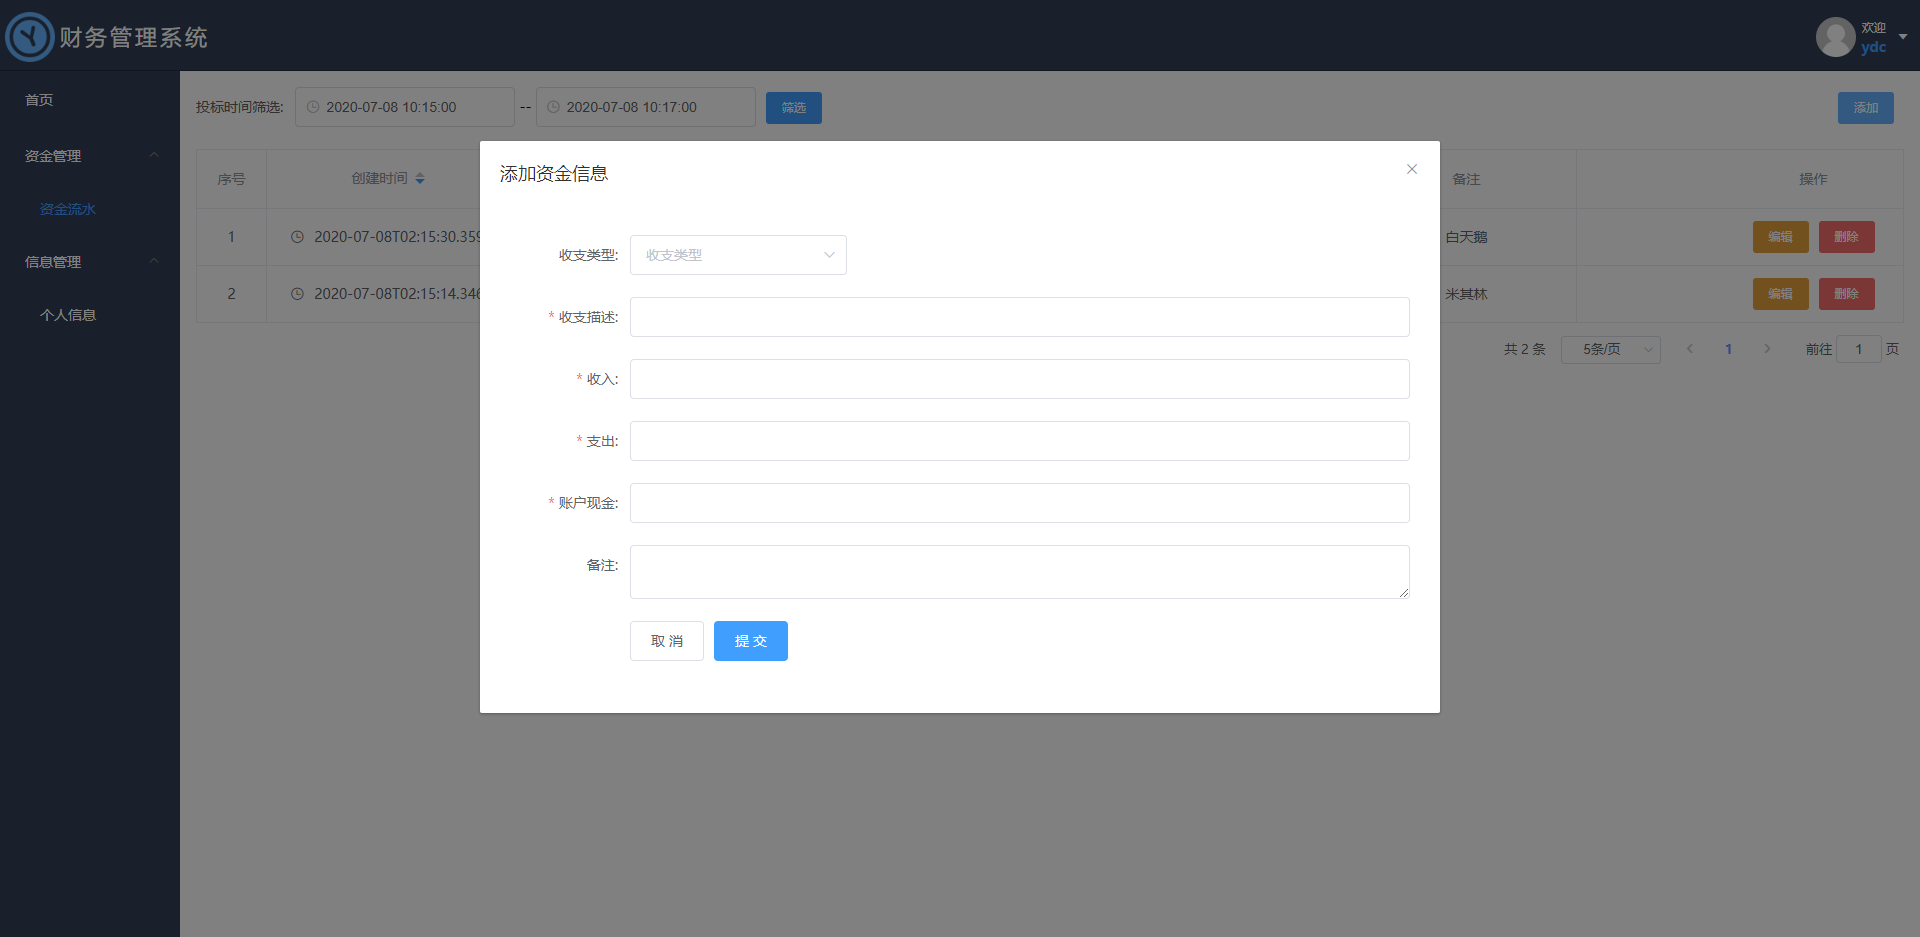 财务管理系统
欢迎
ydc
首页
资金管理
资金流水
信息管理
个人信息
投标时间筛选: 2020-07-08 10:15:00 -- 2020-07-08 10:17:00 筛选 添加
序号 创建时间 备注 操作
1 2020-07-08T02:15:30.359 白天鹅 编辑 删除
2 2020-07-08T02:15:14.346 米其林 编辑 删除
共 2 条 5条/页 1 前往 1 页
添加资金信息
收支类型: 收支类型
* 收支描述:
* 收入:
* 支出:
* 账户现金:
备注:
取 消 提 交